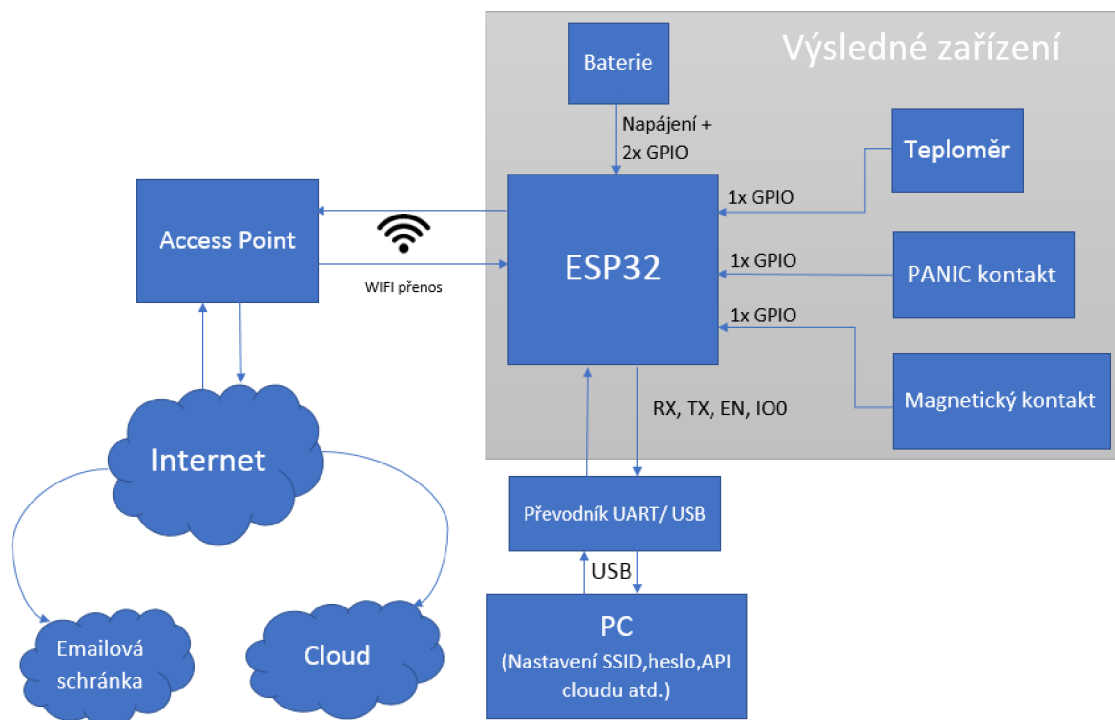 Výsledné zařízení
Baterie
Napájení +
2x GPIO
Teploměr
1x GPIO
Access Point
ESP32
1x GPIO
PANIC kontakt
WIFI přenos
1x GPIO
Magnetický kontakt
RX, TX, EN, IO0
Internet
Převodník UART/ USB
USB
PC
(Nastavení SSID,heslo,API
cloudu atd.)
Emailová
schránka
Cloud